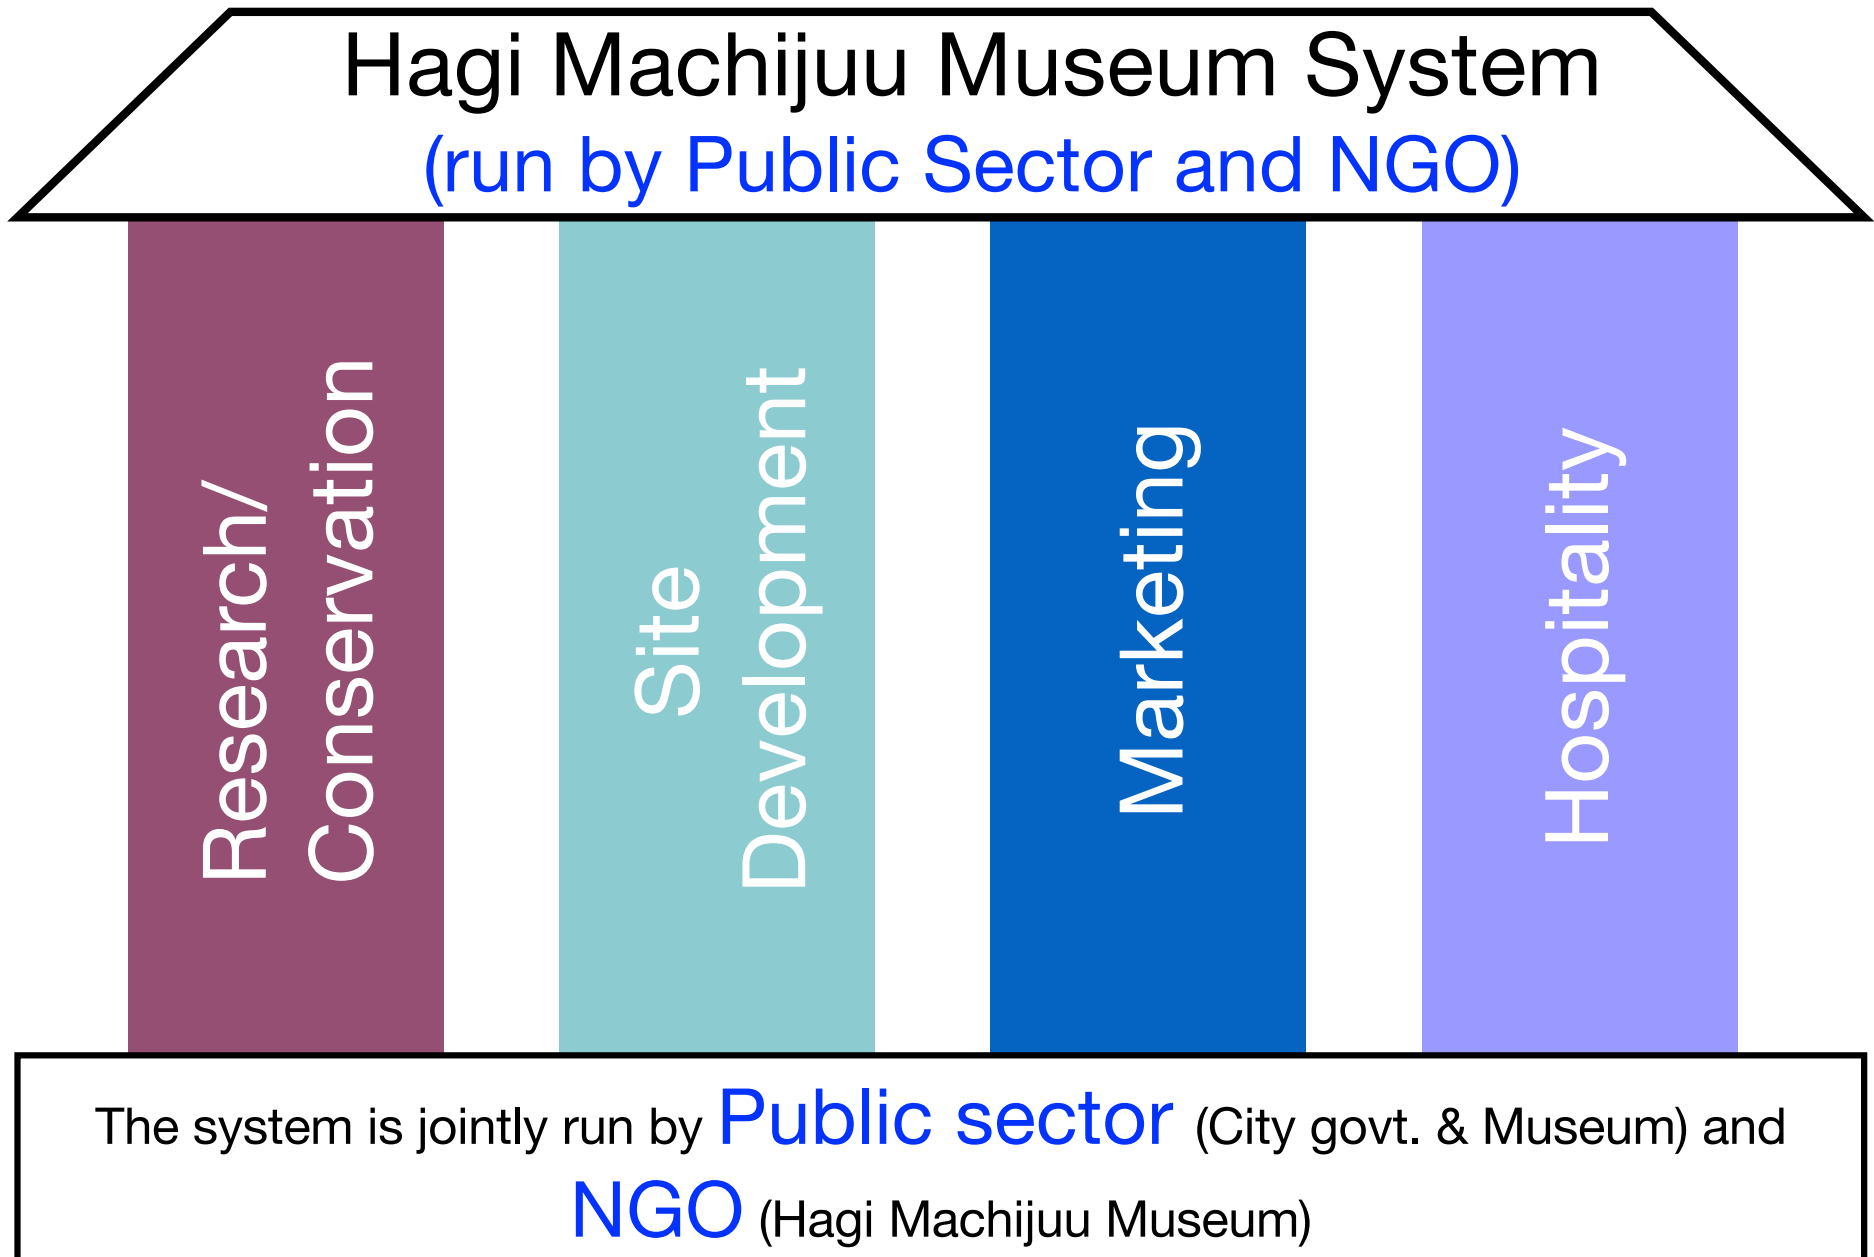 Hagi Machijuu Museum System
(run by Public Sector and NGO)
Research/
Conservation
Site
Development
Marketing
Hospitality
The system is jointly run by Public sector (City govt. & Museum) and
NGO (Hagi Machijuu Museum)